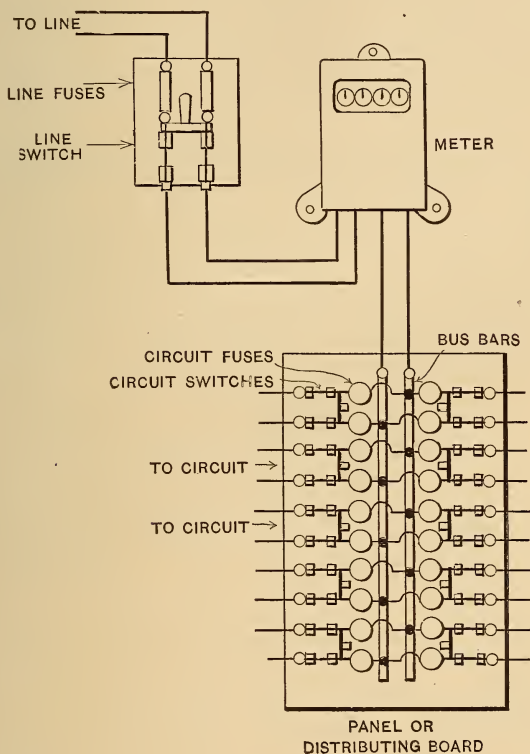 TO LINE
LINE FUSES
LINE
SWITCH
METER
BUS BARS
CIRCUIT FUSES
CIRCUIT SWITCHES
TO CIRCUIT
TO CIRCUIT
PANEL OR
DISTRIBUTING BOARD